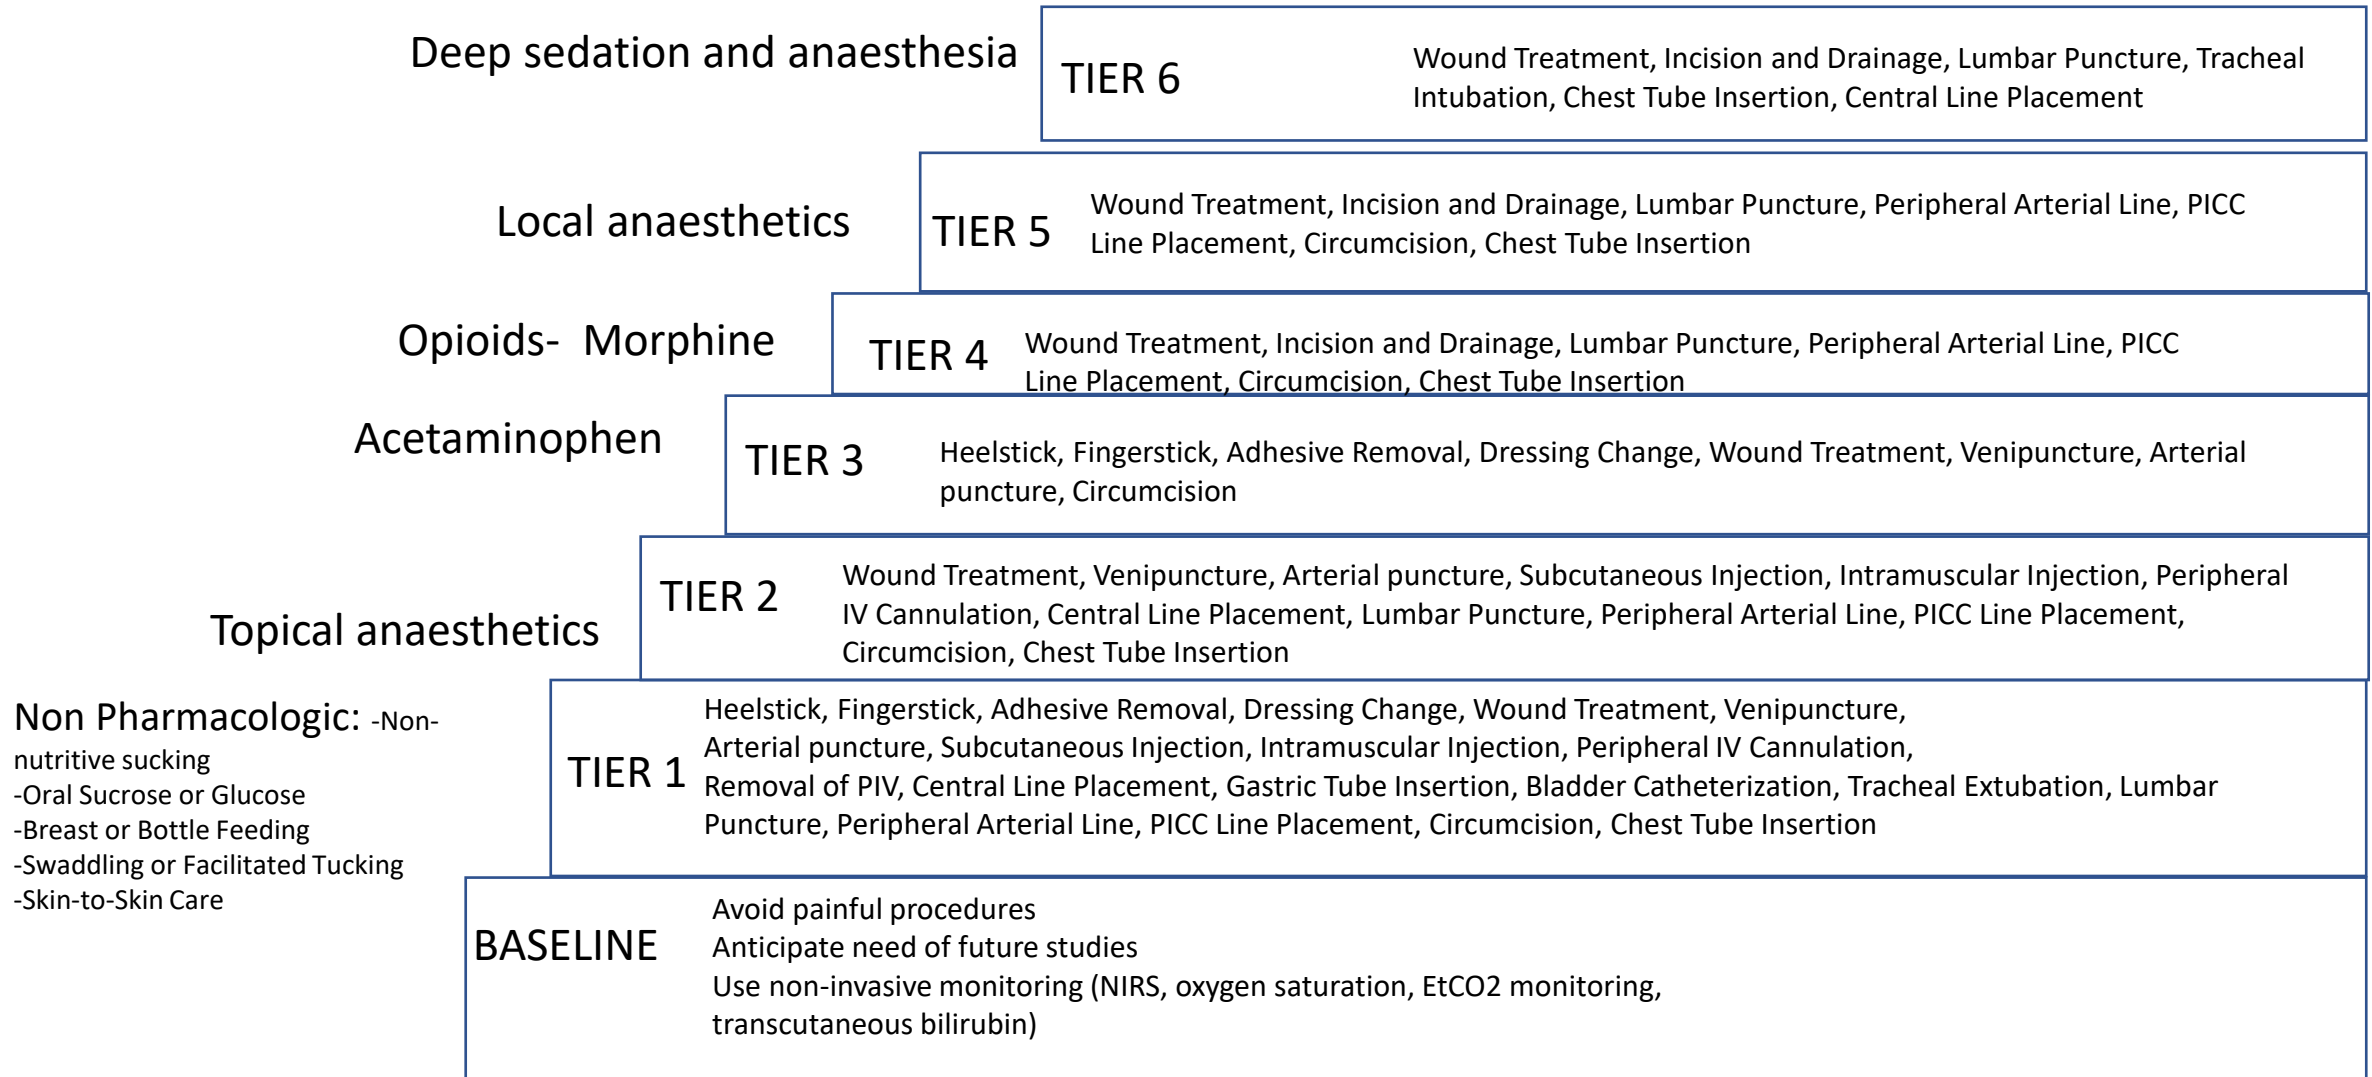 Deep sedation and anaesthesia
TIER 6
Wound Treatment, Incision and Drainage, Lumbar Puncture, Tracheal
Intubation, Chest Tube Insertion, Central Line Placement
Local anaesthetics
TIER 5
Wound Treatment, Incision and Drainage, Lumbar Puncture, Peripheral Arterial Line, PICC
Line Placement, Circumcision, Chest Tube Insertion
Opioids- Morphine
TIER 4
Wound Treatment, Incision and Drainage, Lumbar Puncture, Peripheral Arterial Line, PICC
Line Placement, Circumcision, Chest Tube Insertion
Acetaminophen
TIER 3
Heelstick, Fingerstick, Adhesive Removal, Dressing Change, Wound Treatment, Venipuncture, Arterial
puncture, Circumcision
Topical anaesthetics
TIER 2
Wound Treatment, Venipuncture, Arterial puncture, Subcutaneous Injection, Intramuscular Injection, Peripheral
IV Cannulation, Central Line Placement, Lumbar Puncture, Peripheral Arterial Line, PICC Line Placement,
Circumcision, Chest Tube Insertion
Non Pharmacologic: -Non-
nutritive sucking
-Oral Sucrose or Glucose
-Breast or Bottle Feeding
-Swaddling or Facilitated Tucking
-Skin-to-Skin Care
TIER 1
Heelstick, Fingerstick, Adhesive Removal, Dressing Change, Wound Treatment, Venipuncture,
Arterial puncture, Subcutaneous Injection, Intramuscular Injection, Peripheral IV Cannulation,
Removal of PIV, Central Line Placement, Gastric Tube Insertion, Bladder Catheterization, Tracheal Extubation, Lumbar
Puncture, Peripheral Arterial Line, PICC Line Placement, Circumcision, Chest Tube Insertion
BASELINE
Avoid painful procedures
Anticipate need of future studies
Use non-invasive monitoring (NIRS, oxygen saturation, EtCO2 monitoring,
transcutaneous bilirubin)